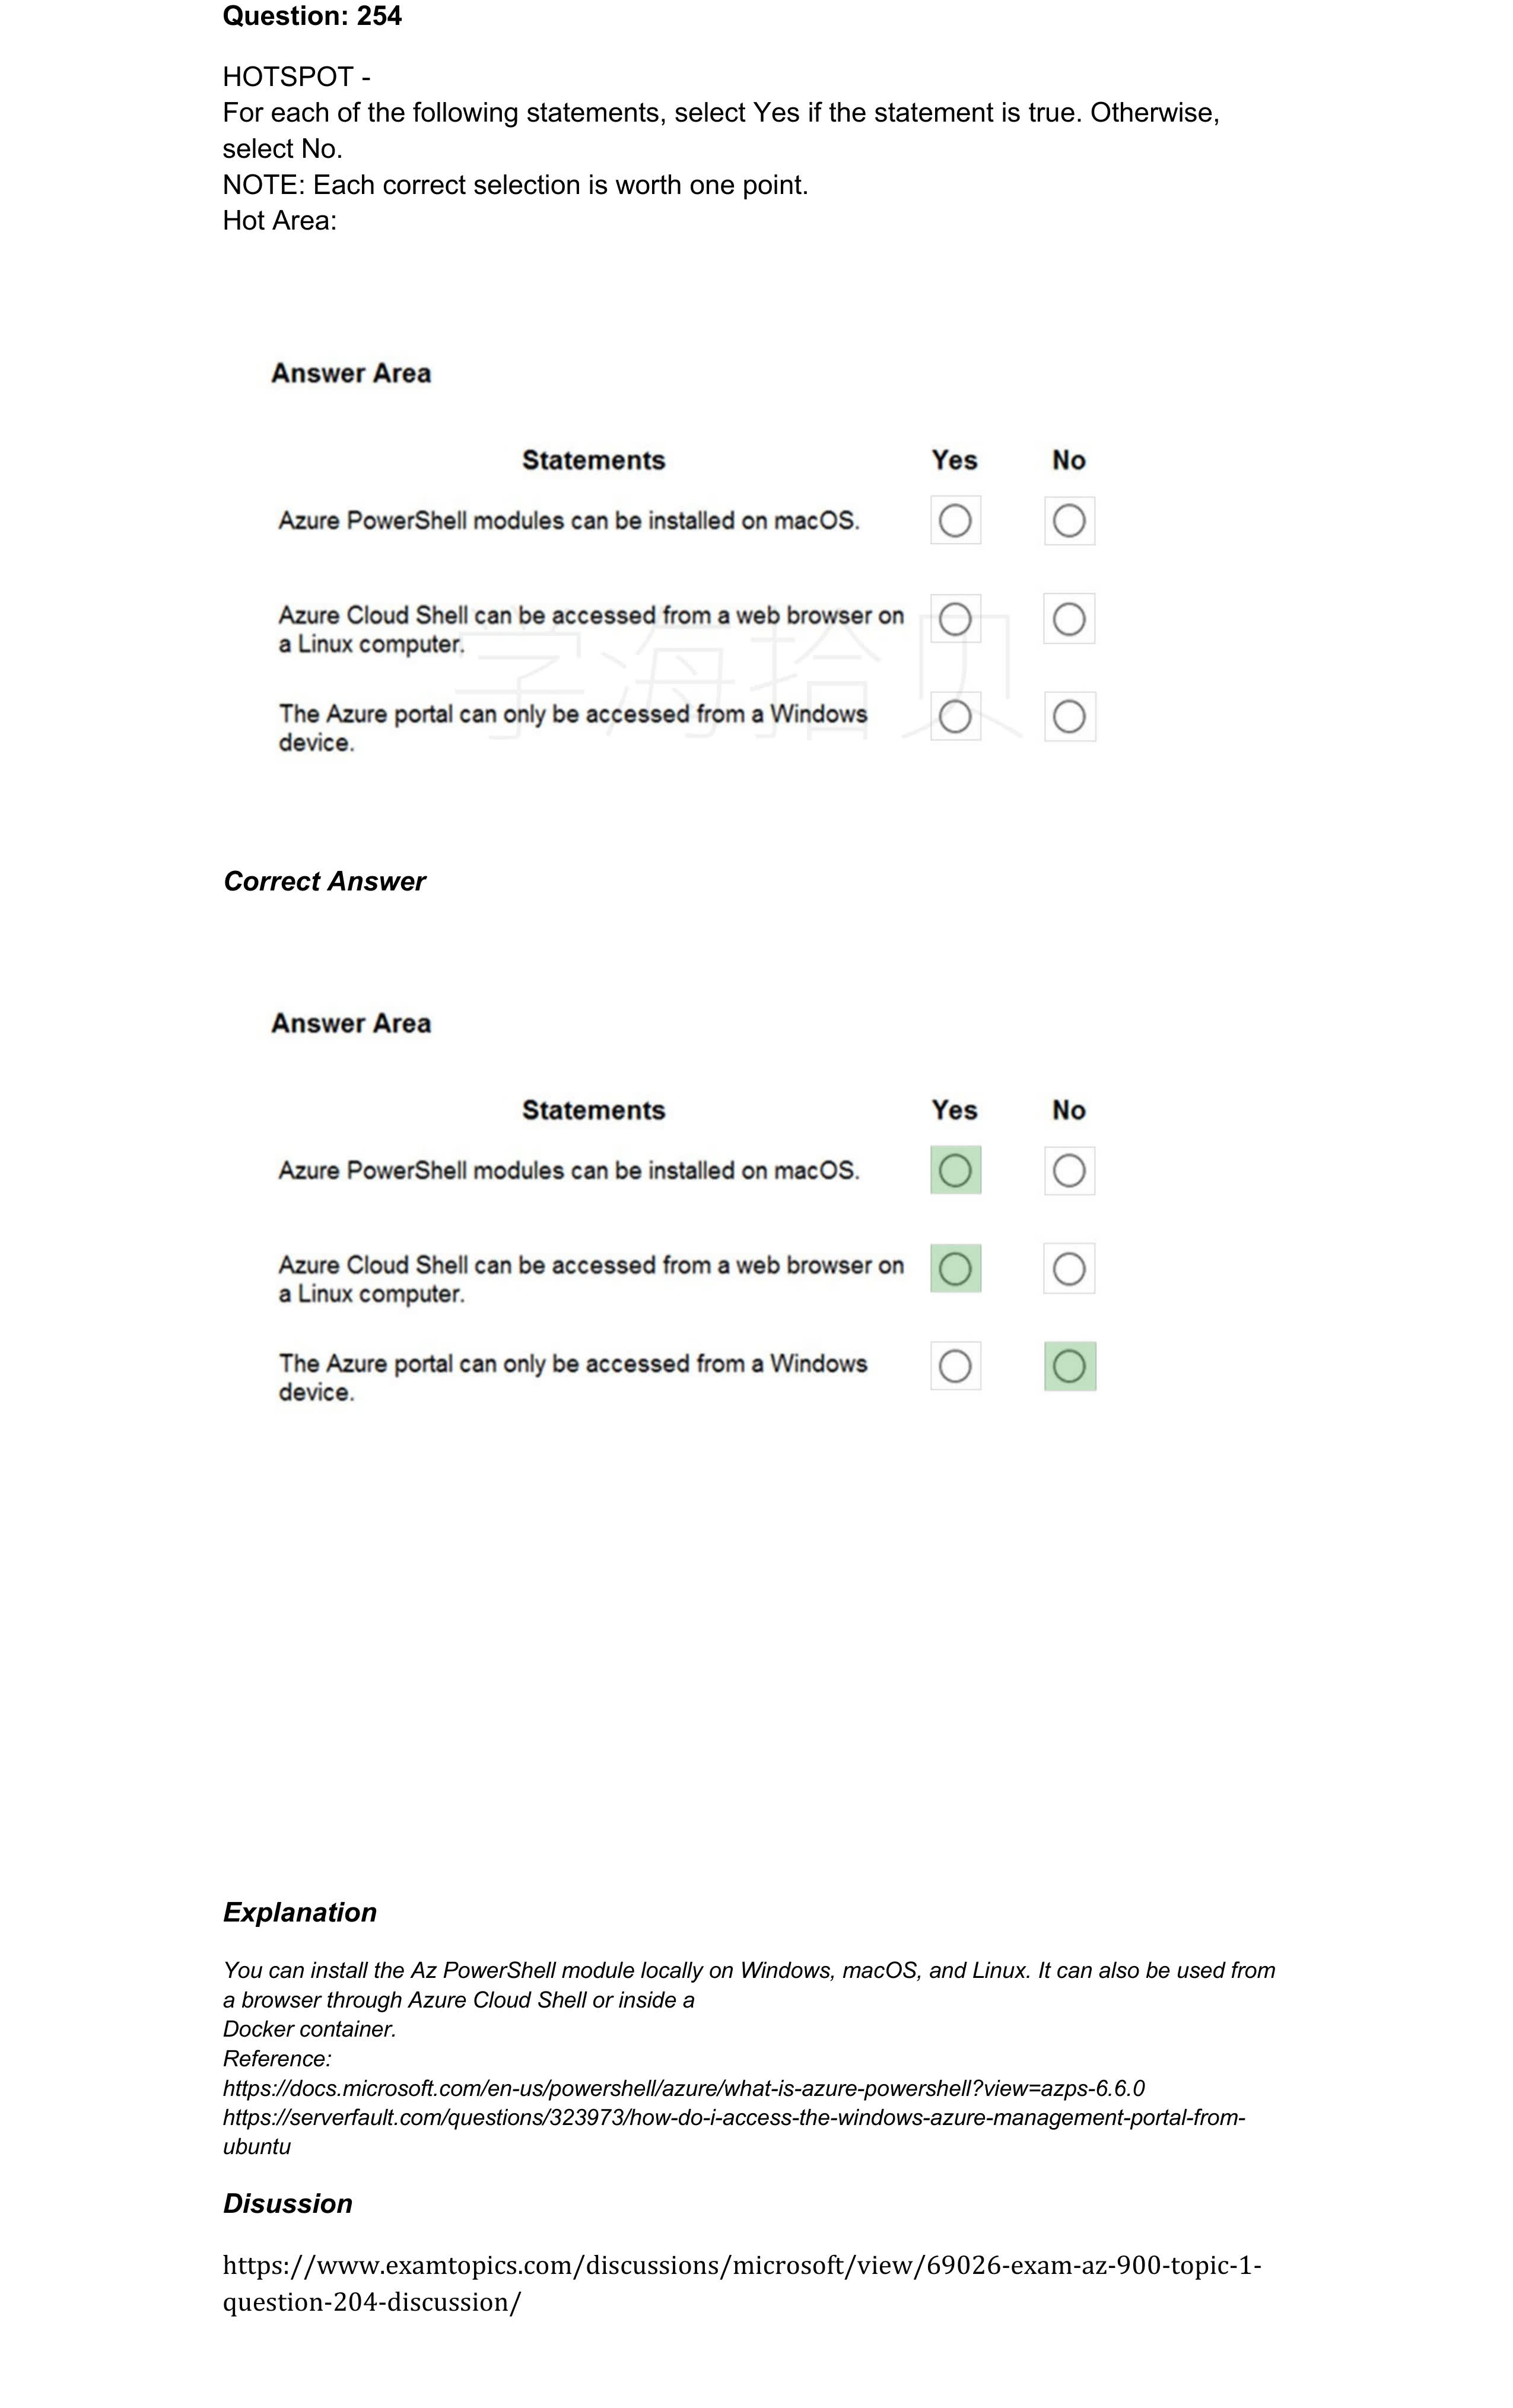 Question: 254
HOTSPOT -
For each of the following statements, select Yes if the statement is true. Otherwise,
select No.
NOTE: Each correct selection is worth one point.
Hot Area:
Answer Area
Statements Yes No
Azure PowerShell modules can be installed on macOS.
Azure Cloud Shell can be accessed from a web browser on
a Linux computer.
学海拾贝
The Azure portal can only be accessed from a Windows
device.
Correct Answer
Answer Area
Statements Yes No
Azure PowerShell modules can be installed on macOS.
Azure Cloud Shell can be accessed from a web browser on
a Linux computer.
The Azure portal can only be accessed from a Windows
device.
Explanation
You can install the Az PowerShell module locally on Windows, macOS, and Linux. It can also be used from
a browser through Azure Cloud Shell or inside a
Docker container.
Reference:
https://docs.microsoft.com/en-us/powershell/azure/what-is-azure-powershell?view=azps-6.6.0
https://serverfault.com/questions/323973/how-do-i-access-the-windows-azure-management-portal-from-
ubuntu
Disussion
https://www.examtopics.com/discussions/microsoft/view/69026-exam-az-900-topic-1-
question-204-discussion/